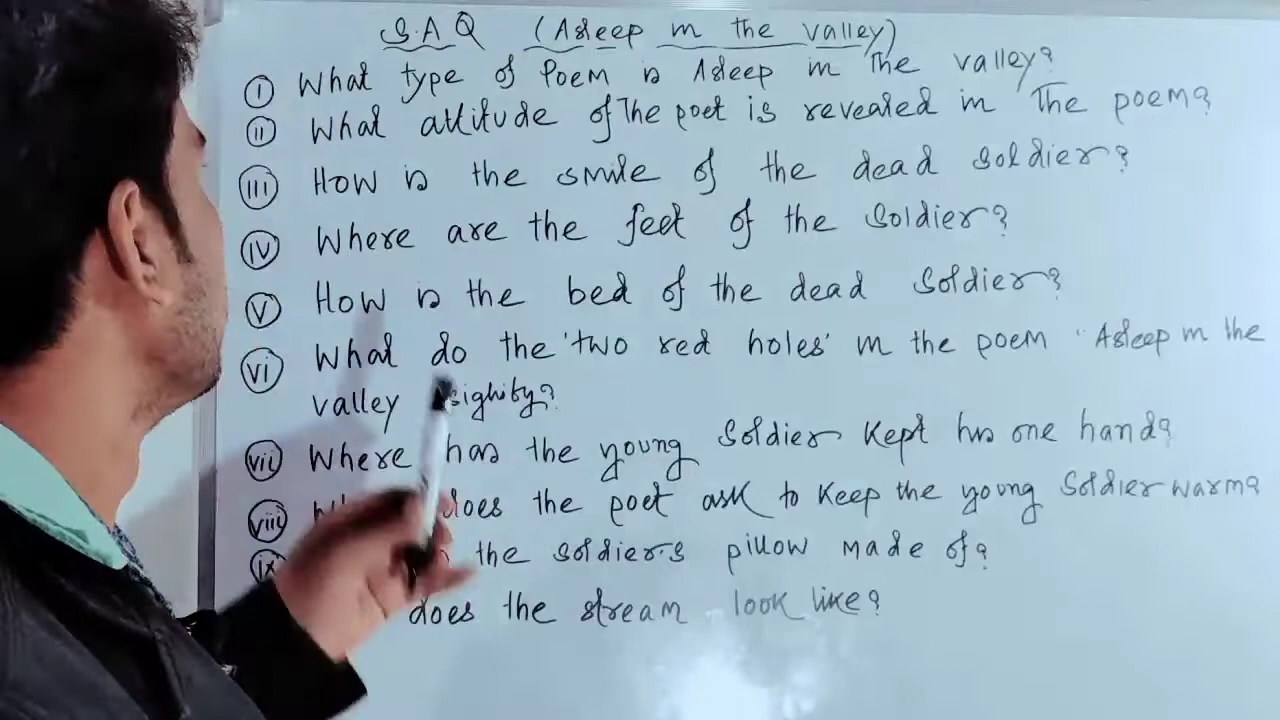 S.A.Q (Asleep in the valley)
(i) What type of Poem is Asleep in the valley?
(ii) What attitude of The poet is revealed in The poem?
(iii) How is the smile of the dead soldier?
(iv) Where are the feet of the soldier?
(v) How is the bed of the dead Soldier?
(vi) What do the 'two red holes' in the poem 'Asleep in the
valley
(vii) Where has the young Soldier Kept his one hand?
(viii) does the poet ask to Keep the young Soldier warm?
(ix) the soldier's pillow made of?
does the stream look like?